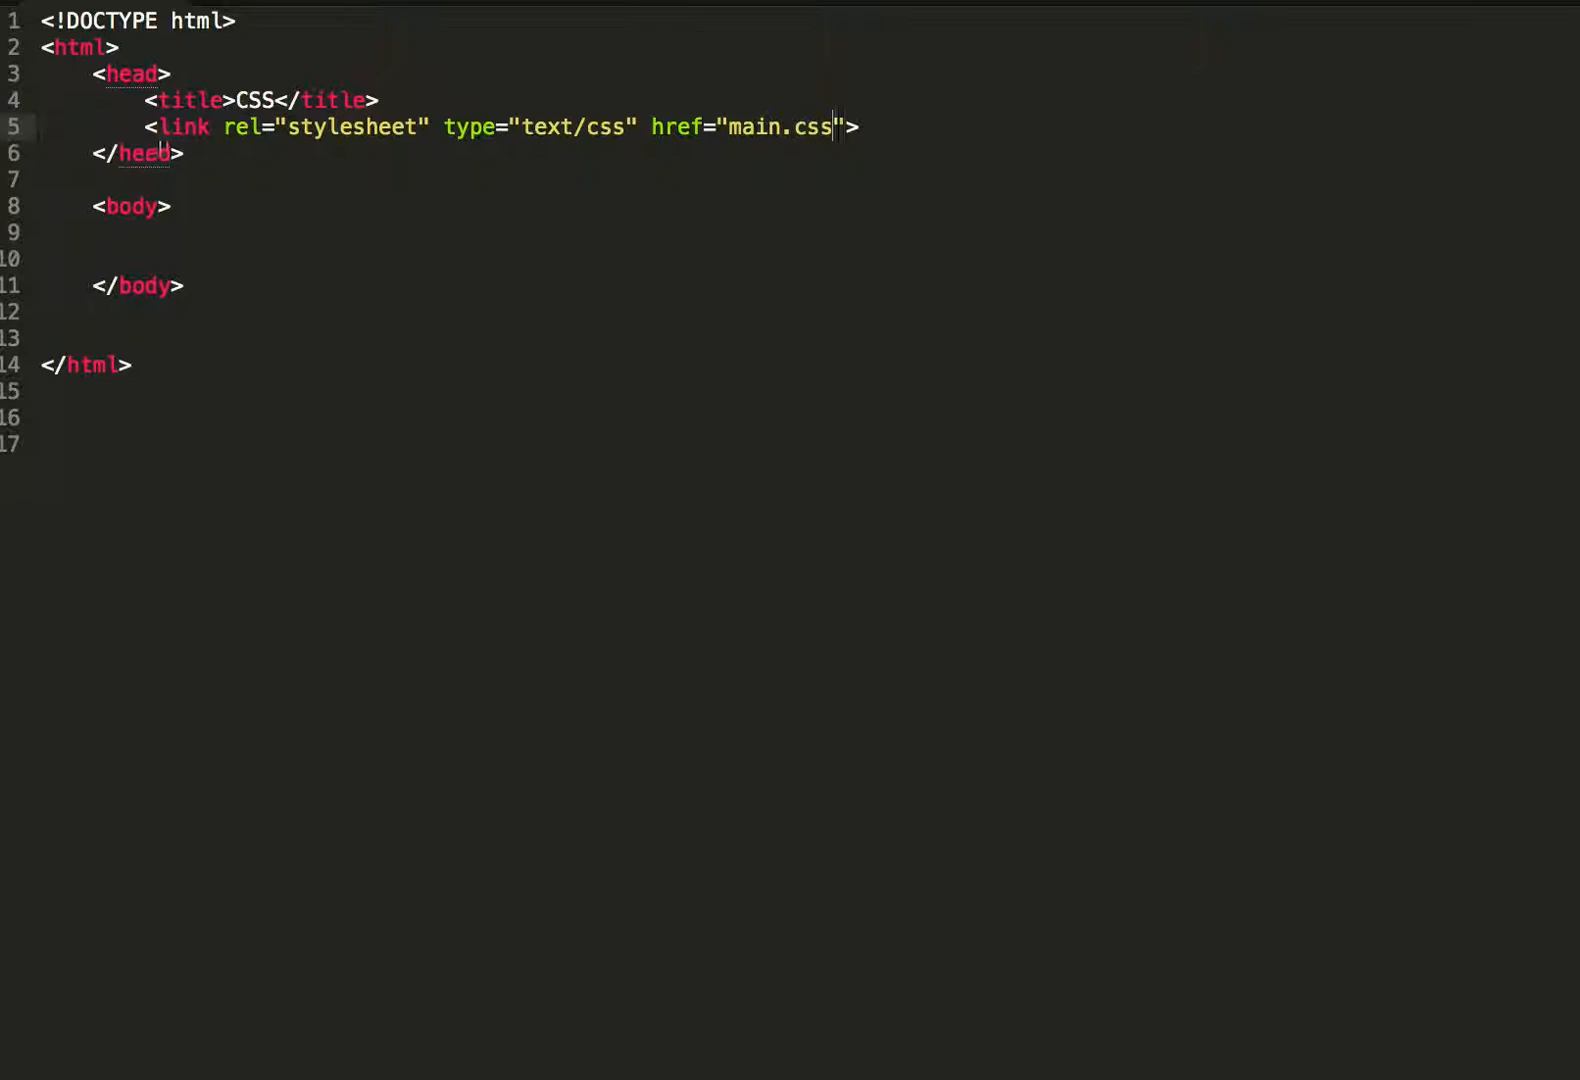 1 <!DOCTYPE html>
2 <html>
3 <head>
4 <title>CSS</title>
5 <link rel="stylesheet" type="text/css" href="main.css">
6 </heed>
7
8 <body>
9
10
11 </body>
12
13
14 </html>
15
16
17